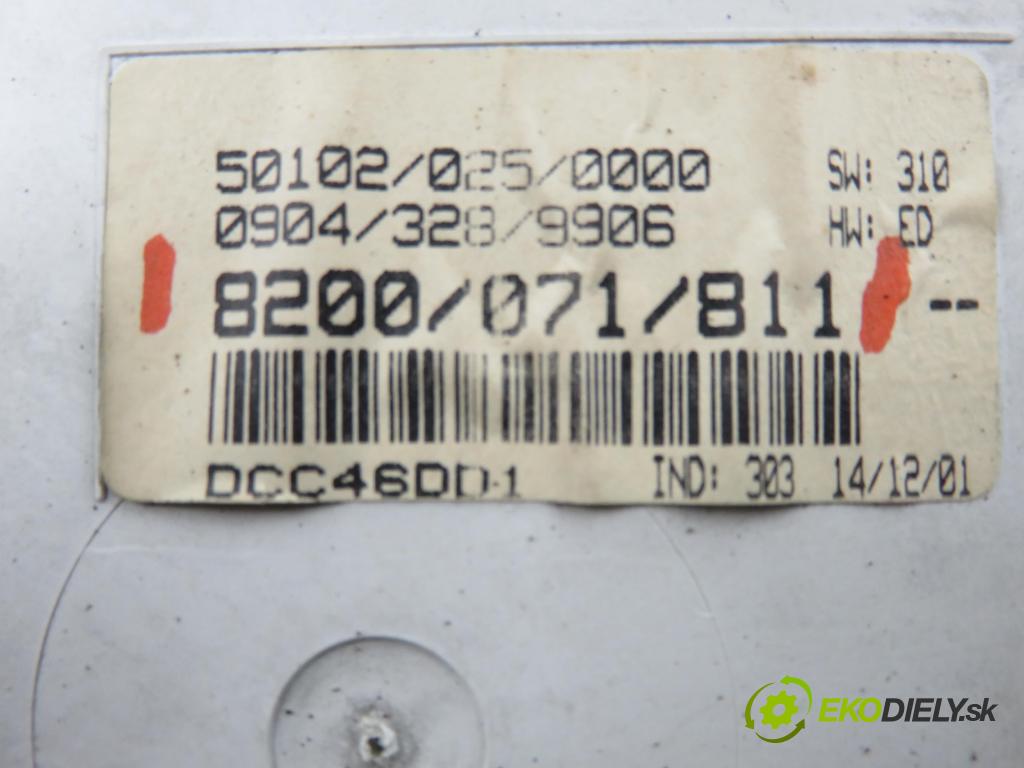 50102/025/0000 SW: 310
0904/328/9906 HW: ED
8200/071/811 --
DCC46DD1 IND: 303 14/12/01
EKODIELY.sk